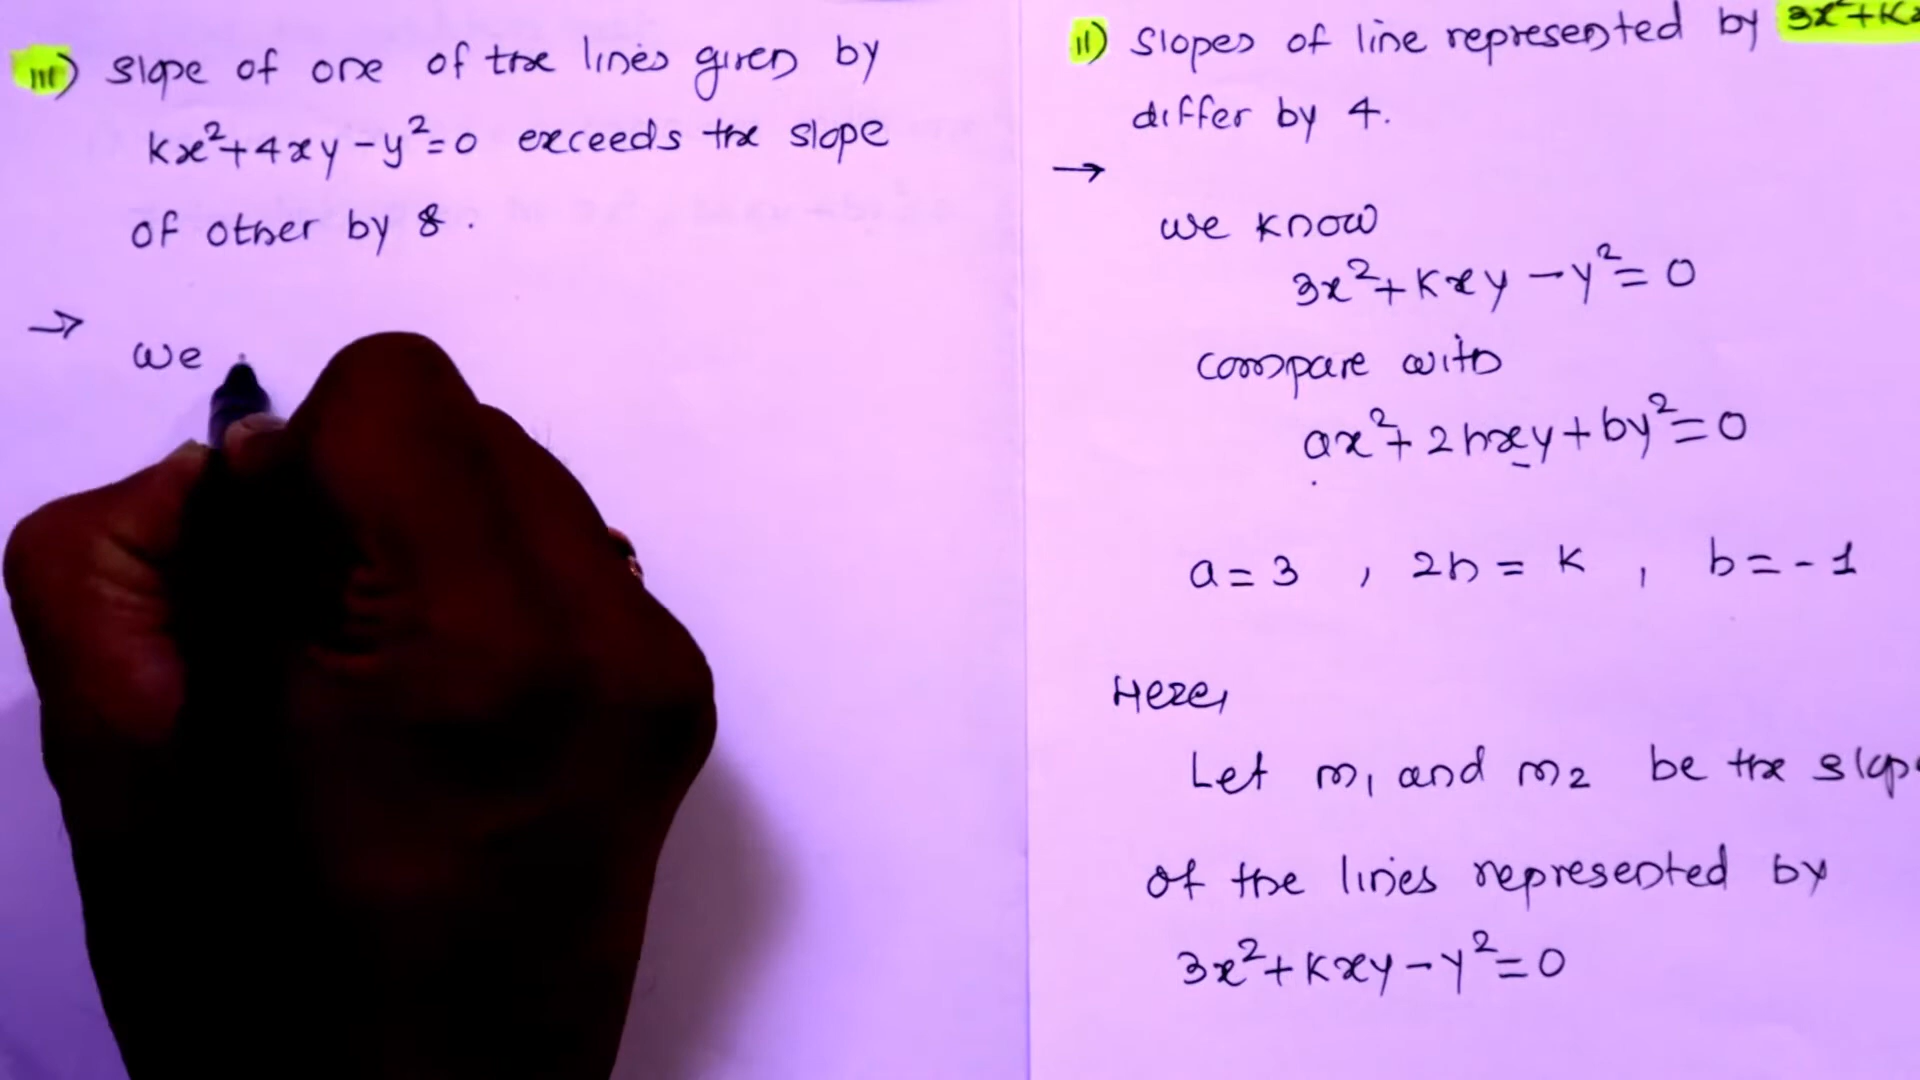 III) Slope of one of the lines given by
kx²+4xy-y²=0 exceeds the slope
of other by 8.
→
we
II) Slopes of line represented by 3x²+K
differ by 4.
→
we know
3x²+kxy-y²=0
compare with
ax²+2hxy+by²=0
a=3 , 2h=k , b=-1
Here,
Let m₁ and m₂ be the slop
of the lines represented by
3x²+kxy-y²=0